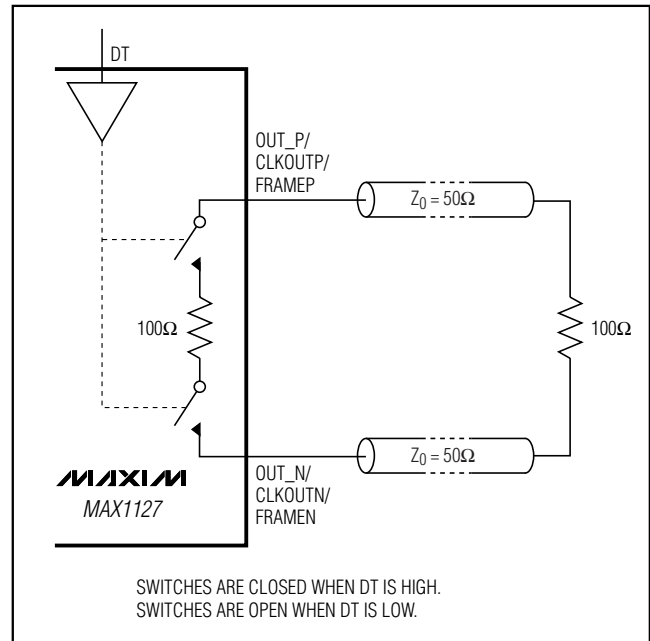 DT
OUT_P/
CLKOUTP/
FRAMEP
Z0 = 50Ω
100Ω
100Ω
Z0 = 50Ω
MAXIM
MAX1127
OUT_N/
CLKOUTN/
FRAMEN
SWITCHES ARE CLOSED WHEN DT IS HIGH.
SWITCHES ARE OPEN WHEN DT IS LOW.